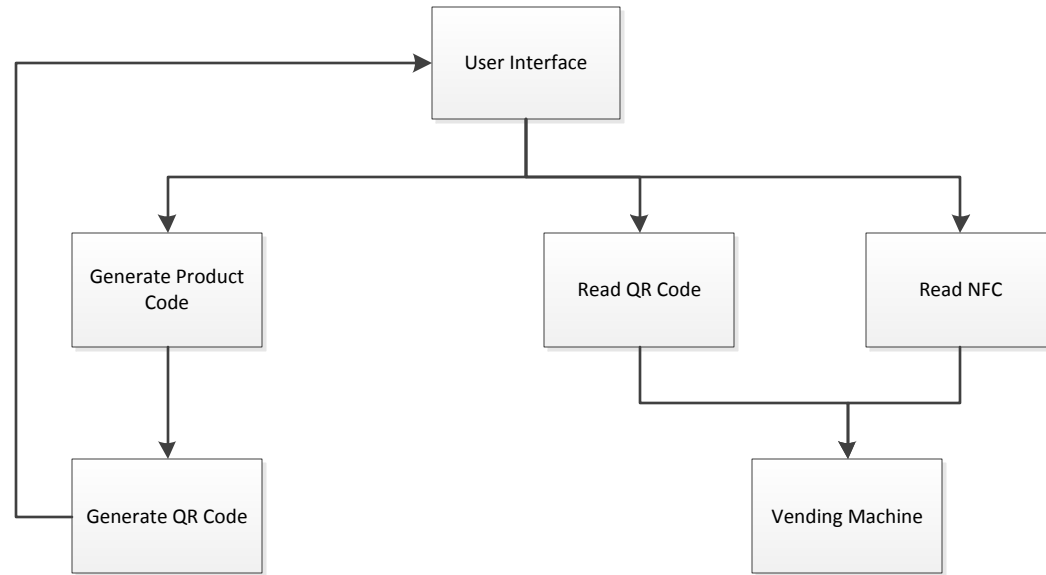 User Interface
Generate Product
Code
Read QR Code
Read NFC
Generate QR Code
Vending Machine